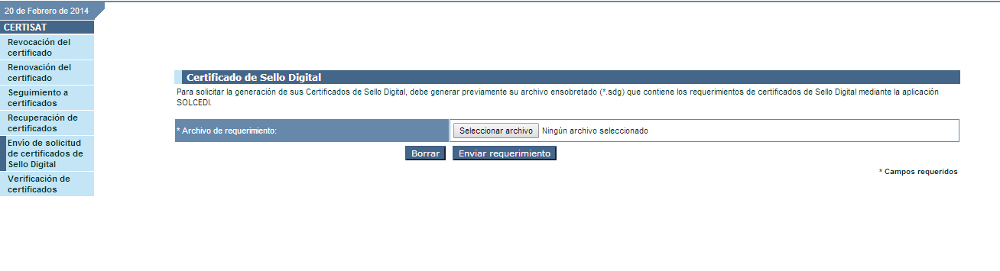 20 de Febrero de 2014
CERTISAT
Revocación del
certificado
Renovación del
certificado
Seguimiento a
certificados
Recuperación de
certificados
Envío de solicitud
de certificados de
Sello Digital
Verificación de
certificados
Certificado de Sello Digital
Para solicitar la generación de sus Certificados de Sello Digital, debe generar previamente su archivo ensobretado (*.sdg) que contiene los requerimientos de certificados de Sello Digital mediante la aplicación
SOLCEDI.
* Archivo de requerimiento:
Seleccionar archivo Ningún archivo seleccionado
Borrar Enviar requerimiento
* Campos requeridos